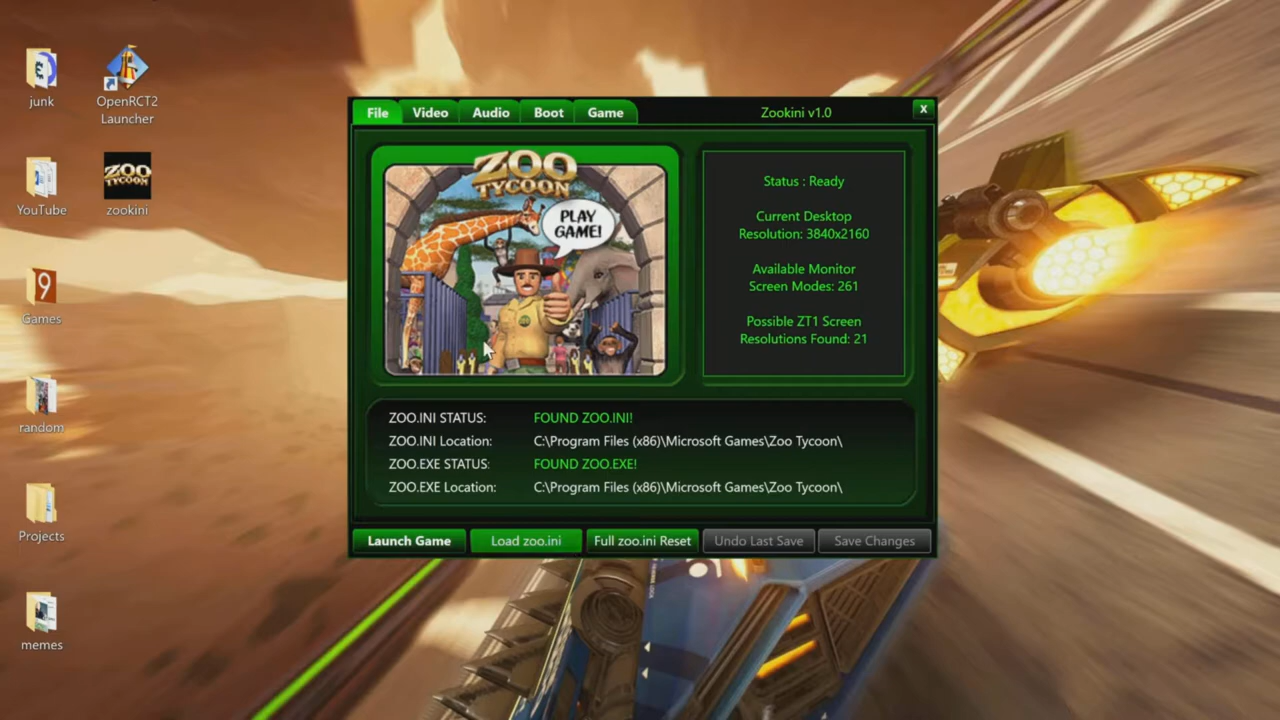 junk
OpenRCT2
Launcher
YouTube
ZOO
TYCOON
zookini
9
Games
random
Projects
memes
File
Video
Audio
Boot
Game
Zookini v1.0
X
ZOO
TYCOON
PLAY
GAME!
Status : Ready
Current Desktop
Resolution: 3840x2160
Available Monitor
Screen Modes: 261
Possible ZT1 Screen
Resolutions Found: 21
ZOO.INI STATUS: FOUND ZOO.INI!
ZOO.INI Location: C:\Program Files (x86)\Microsoft Games\Zoo Tycoon\
ZOO.EXE STATUS: FOUND ZOO.EXE!
ZOO.EXE Location: C:\Program Files (x86)\Microsoft Games\Zoo Tycoon\
Launch Game
Load zoo.ini
Full zoo.ini Reset
Undo Last Save
Save Changes